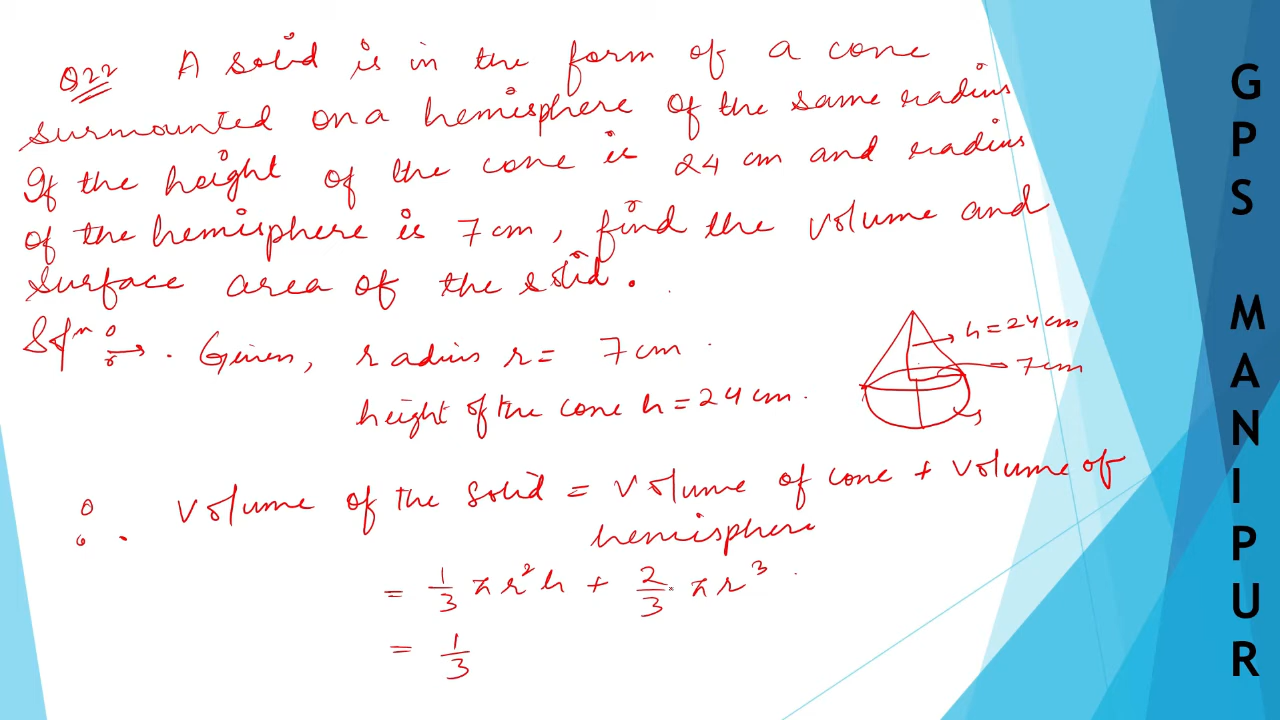 Q22 A solid is in the form of a cone
surmounted on a hemisphere of the same radius
If the height of the cone is 24 cm and radius
of the hemisphere is 7 cm, find the volume and
surface area of the solid.
Solⁿ :→ . Given, radius r = 7 cm .
height of the cone h = 24 cm.
h = 24 cm
7 cm
∴ Volume of the solid = Volume of cone + Volume of
hemisphere
= 1/3 πr²h + 2/3 πr³
= 1/3
GPS MANIPUR